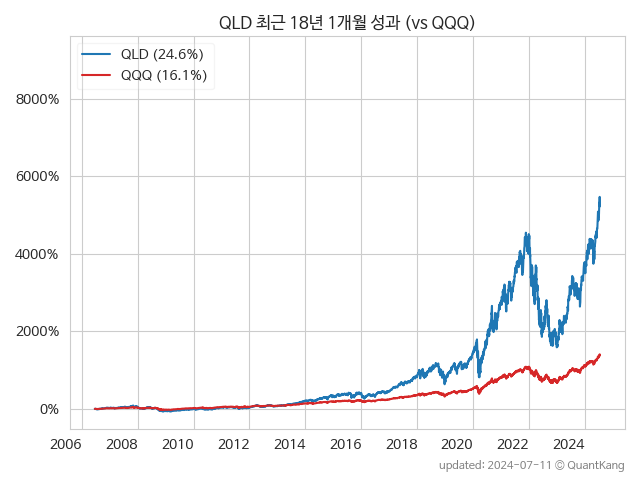 QLD 최근 18년 1개월 성과 (vs QQQ)
QLD (24.6%)
QQQ (16.1%)
8000%
6000%
4000%
2000%
0%
2006 2008 2010 2012 2014 2016 2018 2020 2022 2024
updated: 2024-07-11 © QuantKang